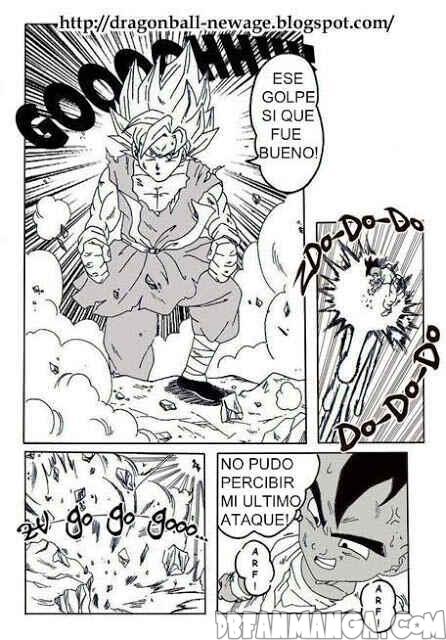 http://dragonball-newage.blogspot.com/
GOOOOHHH!!!
ESE
GOLPE
SI QUE
FUE
BUENO!
ZDO-DO-DO
DO-DO-DO
ZU
go go gooo...
NO PUDO
PERCIBIR
MI ULTIMO
ATAQUE!
ARF!
ARF!
DBFANMANGA.COM